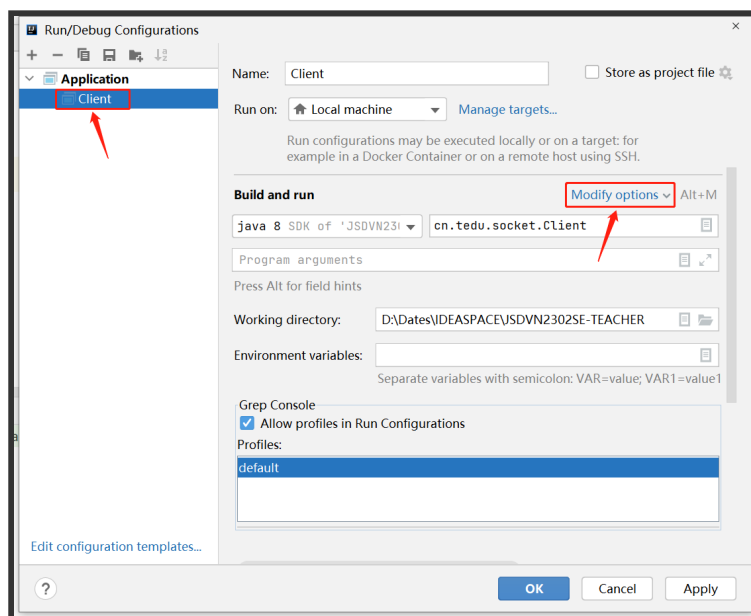 Run/Debug Configurations
Application
Client
Name: Client
Store as project file
Run on: Local machine Manage targets...
Run configurations may be executed locally or on a target: for
example in a Docker Container or on a remote host using SSH.
Build and run
Modify options Alt+M
java 8 SDK of 'JSDVN23 cn.tedu.socket.Client
Program arguments
Press Alt for field hints
Working directory: D:\Dates\IDEASPACE\JSDVN2302SE-TEACHER
Environment variables:
Separate variables with semicolon: VAR=value; VAR1=value1
Grep Console
Allow profiles in Run Configurations
Profiles:
default
Edit configuration templates...
? OK Cancel Apply